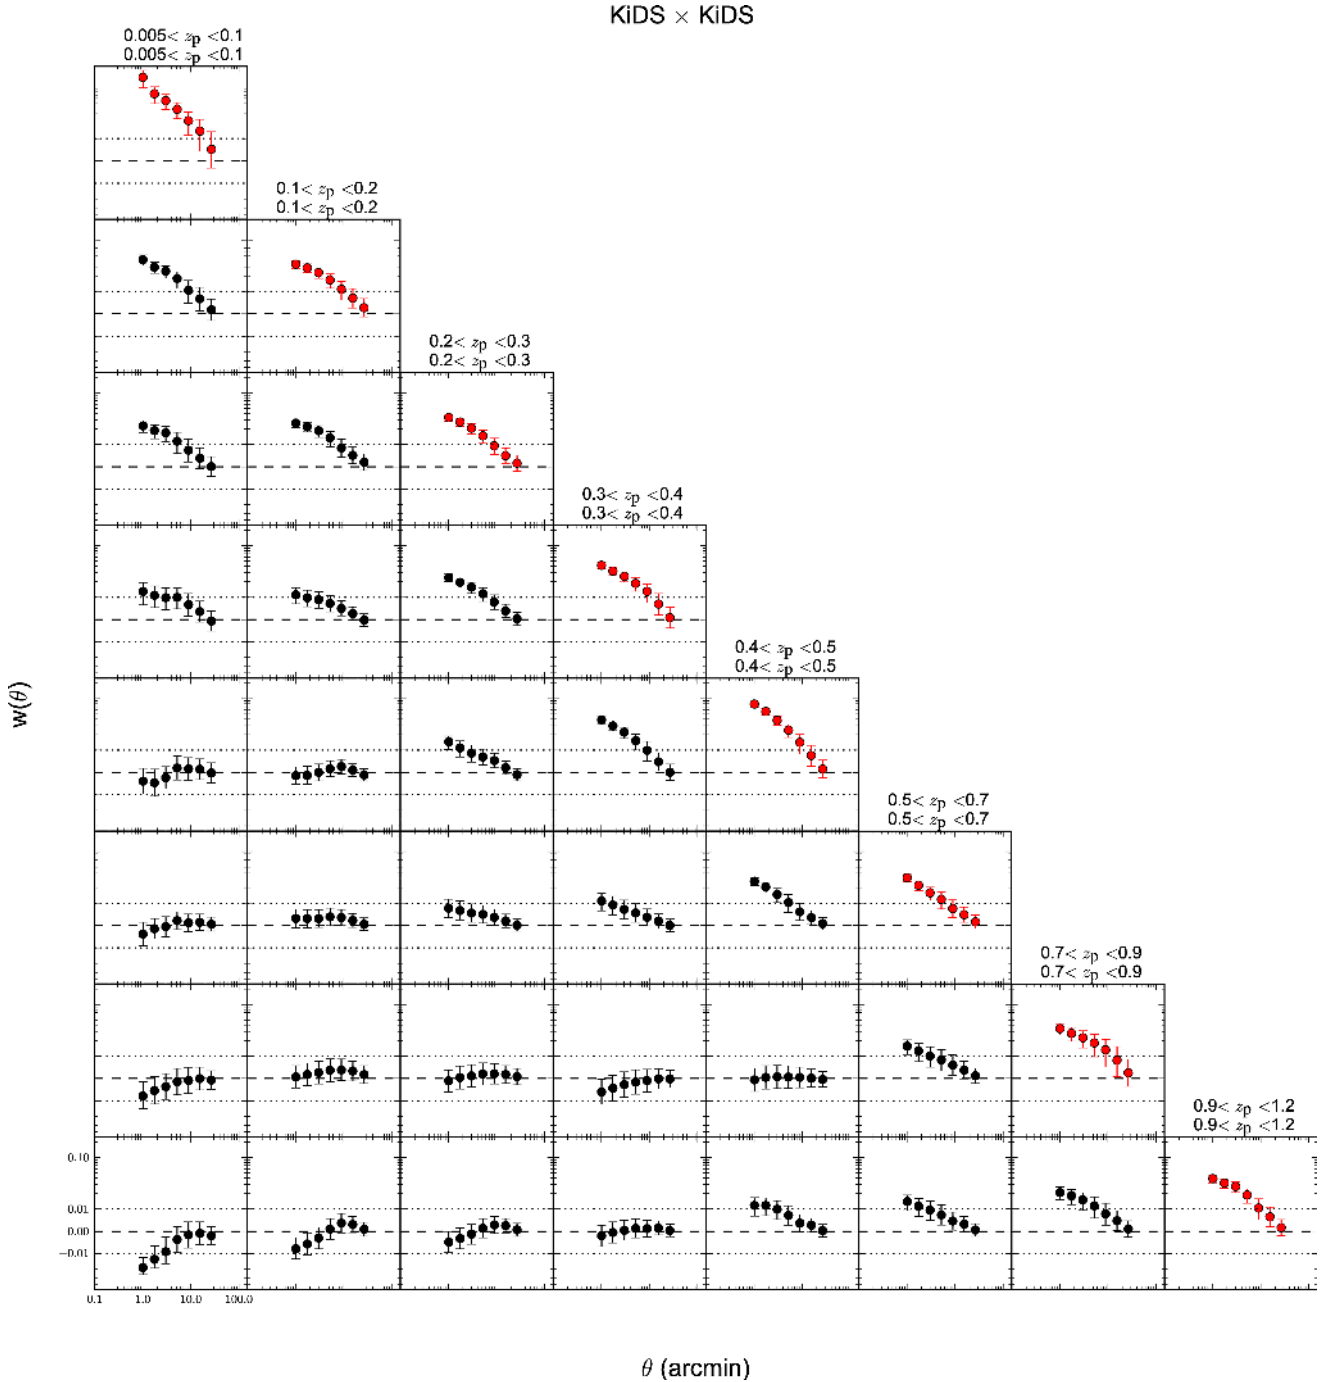 KiDS × KiDS
0.005< zp <0.1
0.005< zp <0.1
0.1< zp <0.2
0.1< zp <0.2
0.2< zp <0.3
0.2< zp <0.3
0.3< zp <0.4
0.3< zp <0.4
0.4< zp <0.5
0.4< zp <0.5
w(θ)
0.5< zp <0.7
0.5< zp <0.7
0.7< zp <0.9
0.7< zp <0.9
0.9< zp <1.2
0.9< zp <1.2
0.10
0.01
0.00
−0.01
0.1 1.0 10.0 100.0
θ (arcmin)